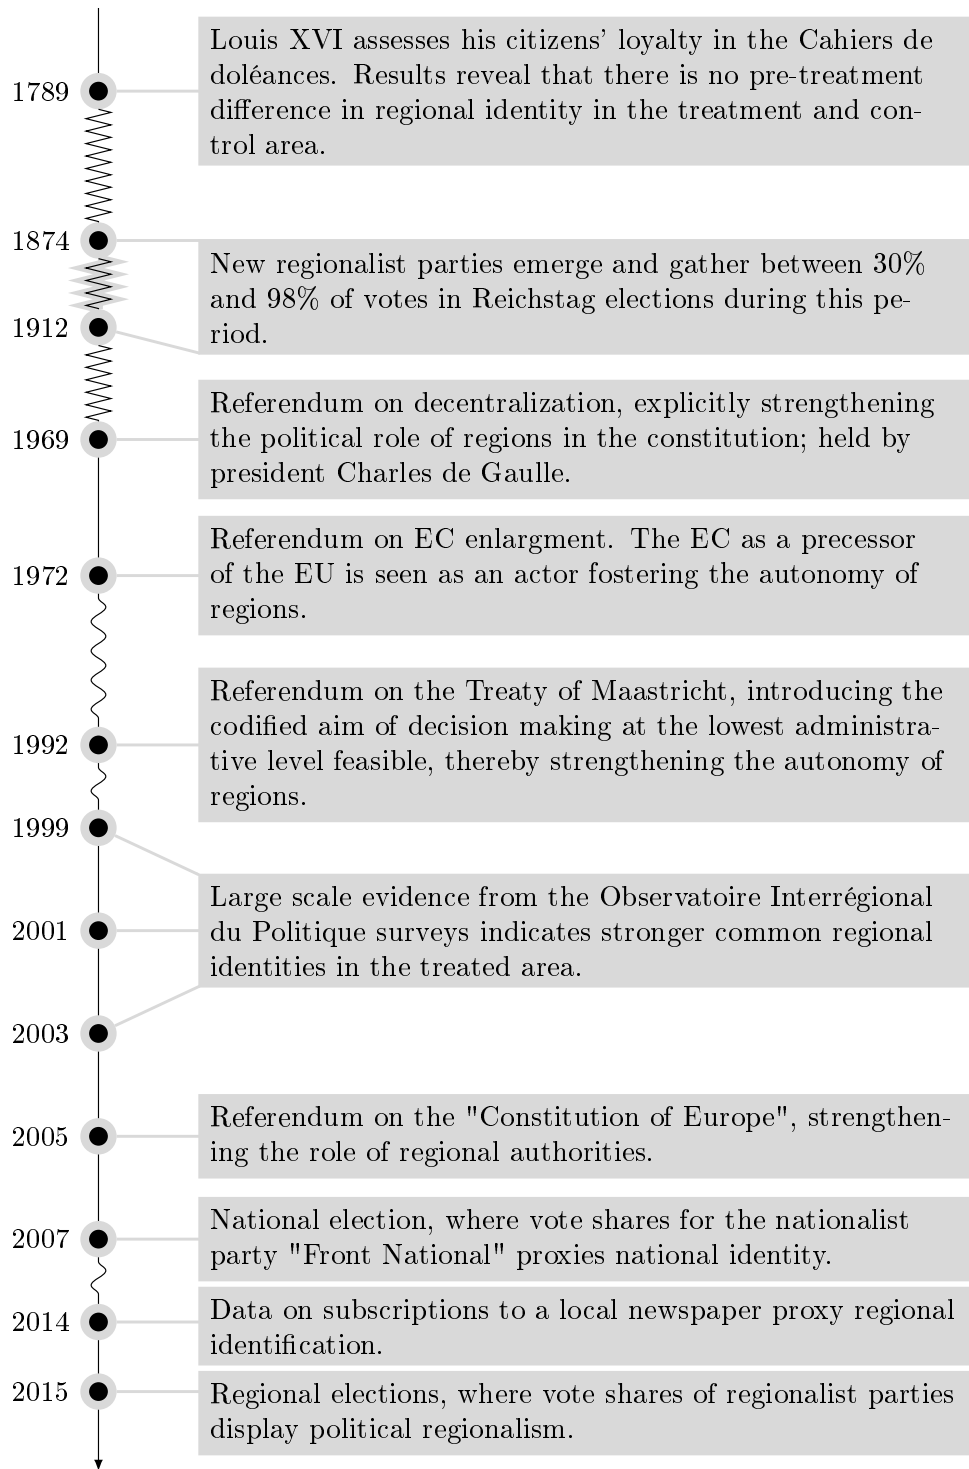 Louis XVI assesses his citizens' loyalty in the Cahiers de
doléances. Results reveal that there is no pre-treatment
1789
difference in regional identity in the treatment and con-
trol area.
1874
New regionalist parties emerge and gather between 30%
and 98% of votes in Reichstag elections during this pe-
1912
riod.
Referendum on decentralization, explicitly strengthening
1969
the political role of regions in the constitution; held by
president Charles de Gaulle.
Referendum on EC enlargment. The EC as a precessor
1972
of the EU is seen as an actor fostering the autonomy of
regions.
Referendum on the Treaty of Maastricht, introducing the
codified aim of decision making at the lowest administra-
1992
tive level feasible, thereby strengthening the autonomy of
regions.
1999
Large scale evidence from the Observatoire Interrégional
2001
du Politique surveys indicates stronger common regional
identities in the treated area.
2003
Referendum on the "Constitution of Europe", strengthen-
2005
ing the role of regional authorities.
National election, where vote shares for the nationalist
2007
party "Front National" proxies national identity.
Data on subscriptions to a local newspaper proxy regional
2014
identification.
2015
Regional elections, where vote shares of regionalist parties
display political regionalism.